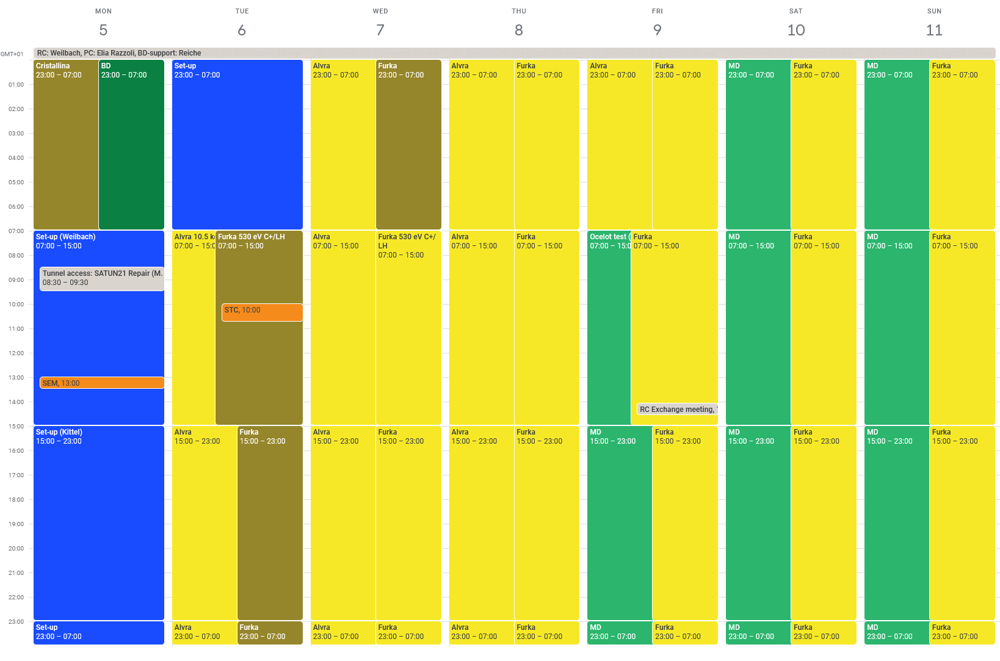 MON TUE WED THU FRI SAT SUN
5 6 7 8 9 10 11
GMT+01
RC: Weilbach, PC: Elia Razzoli, BD-support: Reiche
Cristallina
23:00 – 07:00
BD
23:00 – 07:00
Set-up
23:00 – 07:00
Alvra
23:00 – 07:00
Furka
23:00 – 07:00
Alvra
23:00 – 07:00
Furka
23:00 – 07:00
Alvra
23:00 – 07:00
Furka
23:00 – 07:00
MD
23:00 – 07:00
Furka
23:00 – 07:00
MD
23:00 – 07:00
Furka
23:00 – 07:00
01:00
02:00
03:00
04:00
05:00
06:00
07:00
Set-up (Weilbach)
07:00 – 15:00
Alvra 10.5
07:00 – 15:0
Furka 530 eV C+/LH
07:00 – 15:00
Alvra
07:00 – 15:00
Furka 530 eV C+/
LH
07:00 – 15:00
Alvra
07:00 – 15:00
Furka
07:00 – 15:00
Ocelot test (
07:00 – 15:0
Furka
07:00 – 15:00
MD
07:00 – 15:00
Furka
07:00 – 15:00
MD
07:00 – 15:00
Furka
07:00 – 15:00
08:00
Tunnel access: SATUN21 Repair (M.
08:30 – 09:30
09:00
10:00
STC, 10:00
11:00
12:00
13:00
SEM, 13:00
14:00
RC Exchange meeting,
15:00
Set-up (Kittel)
15:00 – 23:00
Alvra
15:00 – 23:00
Furka
15:00 – 23:00
Alvra
15:00 – 23:00
Furka
15:00 – 23:00
Alvra
15:00 – 23:00
Furka
15:00 – 23:00
MD
15:00 – 23:00
Furka
15:00 – 23:00
MD
15:00 – 23:00
Furka
15:00 – 23:00
MD
15:00 – 23:00
Furka
15:00 – 23:00
16:00
17:00
18:00
19:00
20:00
21:00
22:00
23:00
Set-up
23:00 – 07:00
Alvra
23:00 – 07:00
Furka
23:00 – 07:00
Alvra
23:00 – 07:00
Furka
23:00 – 07:00
Alvra
23:00 – 07:00
Furka
23:00 – 07:00
MD
23:00 – 07:00
Furka
23:00 – 07:00
MD
23:00 – 07:00
Furka
23:00 – 07:00
MD
23:00 – 07:00
Furka
23:00 – 07:00